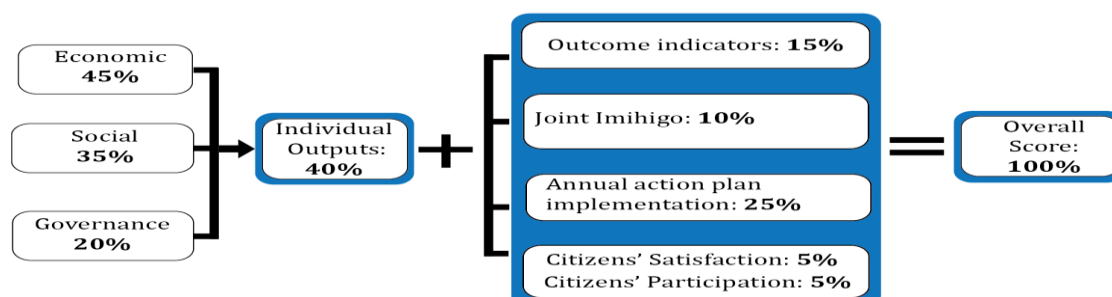 Economic
45%
Social
35%
Governance
20%
Individual
Outputs:
40%
+
Outcome indicators: 15%
Joint Imihigo: 10%
Annual action plan
implementation: 25%
Citizens’ Satisfaction: 5%
Citizens’ Participation: 5%
=
Overall
Score:
100%